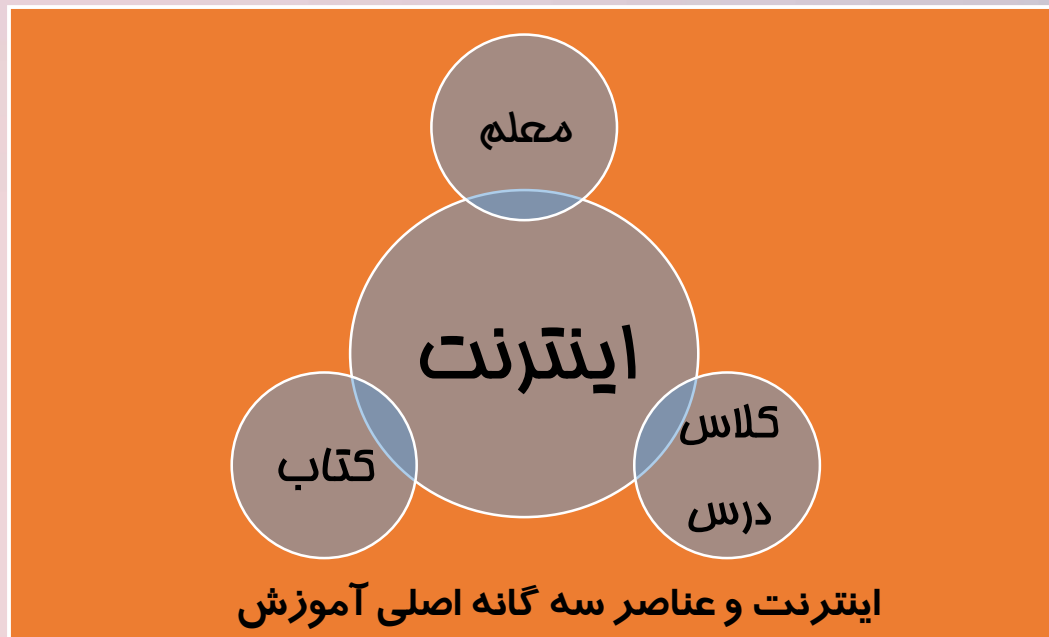 معلم
اینترنت
کلاس
درس
کتاب
اینترنت و عناصر سه گانه اصلی آموزش